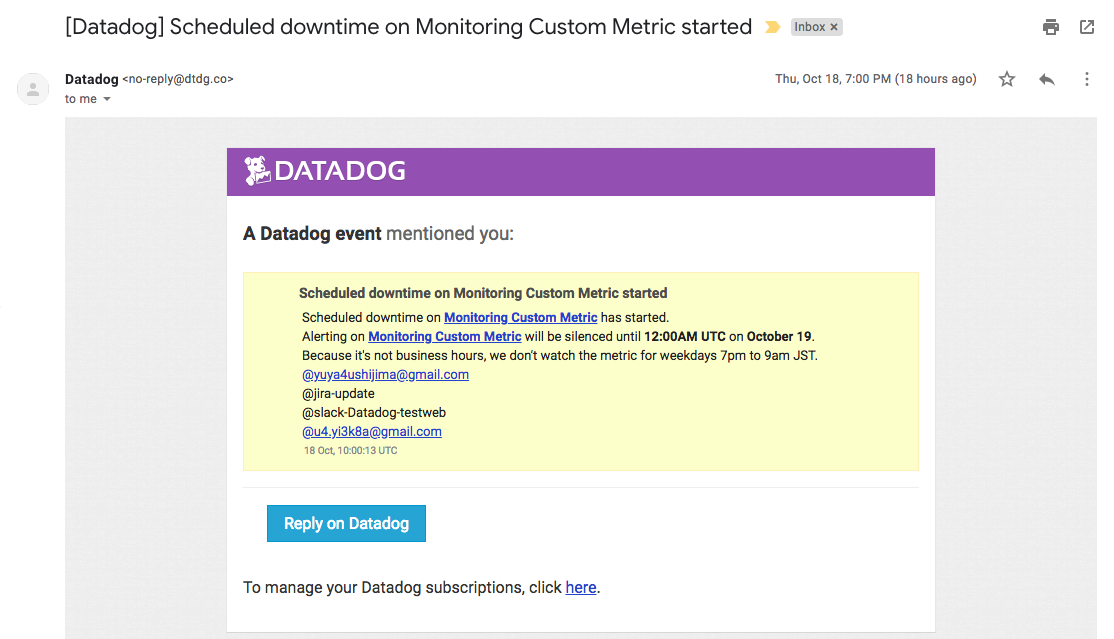 [Datadog] Scheduled downtime on Monitoring Custom Metric started Inbox ×
Datadog <no-reply@dtdg.co> Thu, Oct 18, 7:00 PM (18 hours ago)
to me
DATADOG
A Datadog event mentioned you:
Scheduled downtime on Monitoring Custom Metric started
Scheduled downtime on Monitoring Custom Metric has started.
Alerting on Monitoring Custom Metric will be silenced until 12:00AM UTC on October 19.
Because it's not business hours, we don't watch the metric for weekdays 7pm to 9am JST.
@yuya4ushijima@gmail.com
@jira-update
@slack-Datadog-testweb
@u4.yi3k8a@gmail.com
18 Oct, 10:00:13 UTC
Reply on Datadog
To manage your Datadog subscriptions, click here.